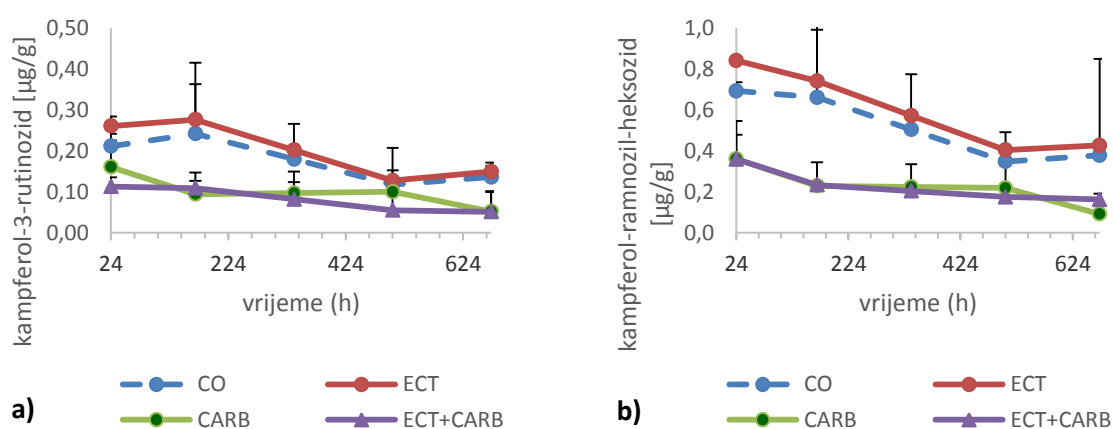 kampferol-3-rutinozid [µg/g]
0,50
0,40
0,30
0,20
0,10
0,00
24
224
424
624
vrijeme (h)
CO
ECT
CARB
ECT+CARB
a)
kampferol-ramnozil-heksozid
[µg/g]
1,0
0,8
0,6
0,4
0,2
0,0
24
224
424
624
vrijeme (h)
CO
ECT
CARB
ECT+CARB
b)